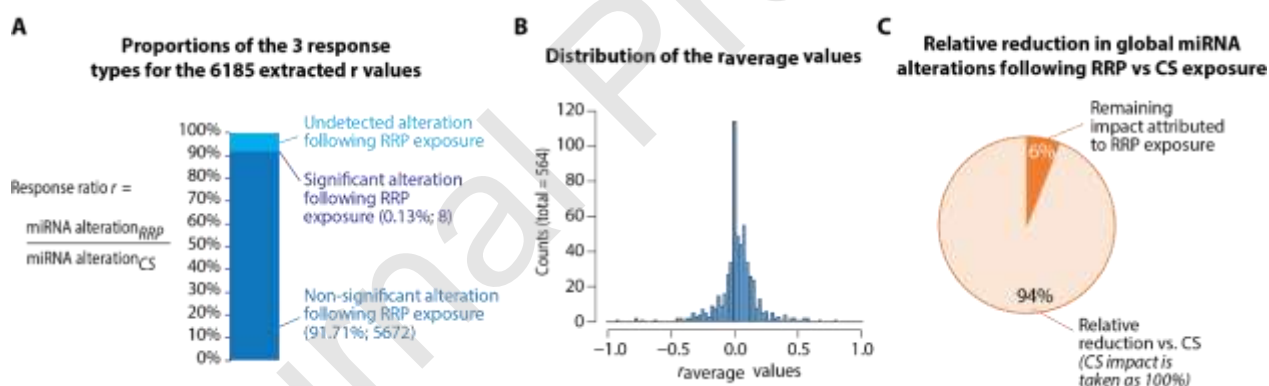 A
Proportions of the 3 response
types for the 6185 extracted r values
Response ratio r =
miRNA alterationRRP
miRNA alterationCS
100%
90%
80%
70%
60%
50%
40%
30%
20%
10%
0%
Undetected alteration
following RRP exposure
Significant alteration
following RRP
exposure (0.13%; 8)
Non-significant alteration
following RRP exposure
(91.71%; 5672)
B
Distribution of the raverage values
Counts (total = 564)
120
100
80
60
40
20
0
−1.0 −0.5 0.0 0.5 1.0
raverage values
C
Relative reduction in global miRNA
alterations following RRP vs CS exposure
Remaining
impact attributed
to RRP exposure
6%
94%
Relative
reduction vs. CS
(CS impact is
taken as 100%)